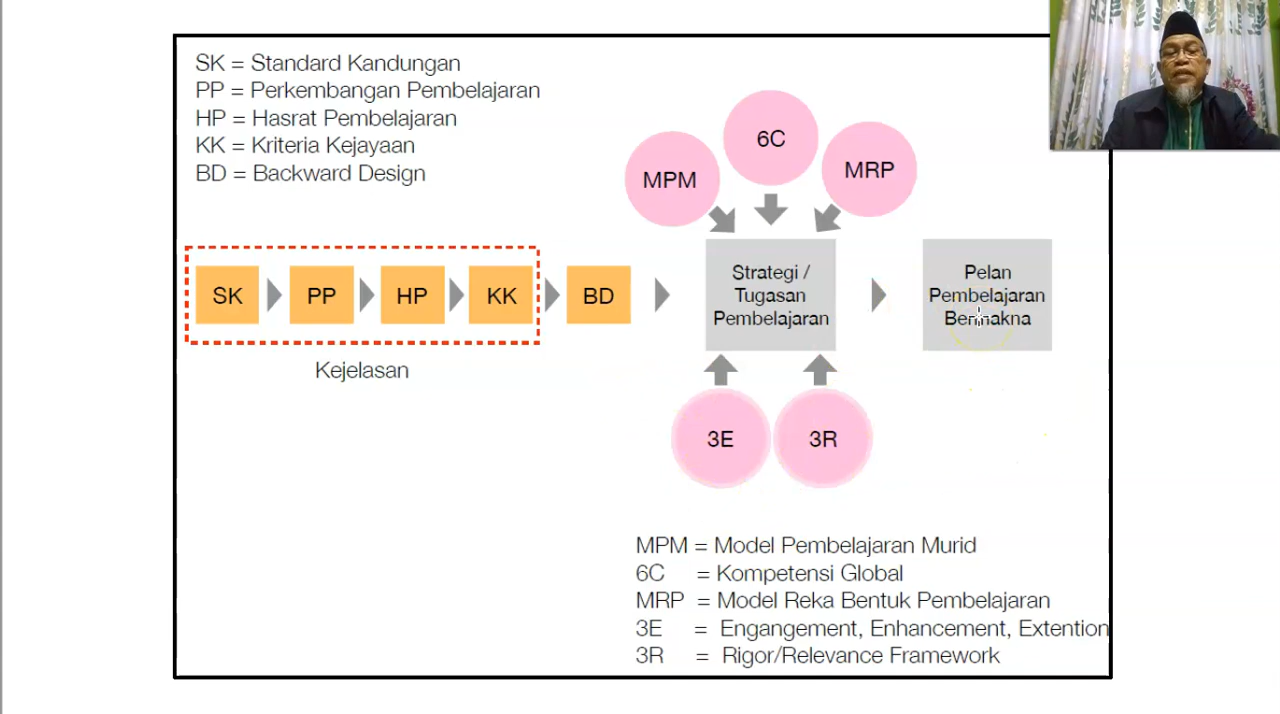 SK = Standard Kandungan
PP = Perkembangan Pembelajaran
HP = Hasrat Pembelajaran
KK = Kriteria Kejayaan
BD = Backward Design
6C
MPM
MRP
SK
PP
HP
KK
BD
Strategi /
Tugasan
Pembelajaran
Pelan
Pembelajaran
Bermakna
Kejelasan
3E
3R
MPM = Model Pembelajaran Murid
6C = Kompetensi Global
MRP = Model Reka Bentuk Pembelajaran
3E = Engangement, Enhancement, Extention
3R = Rigor/Relevance Framework